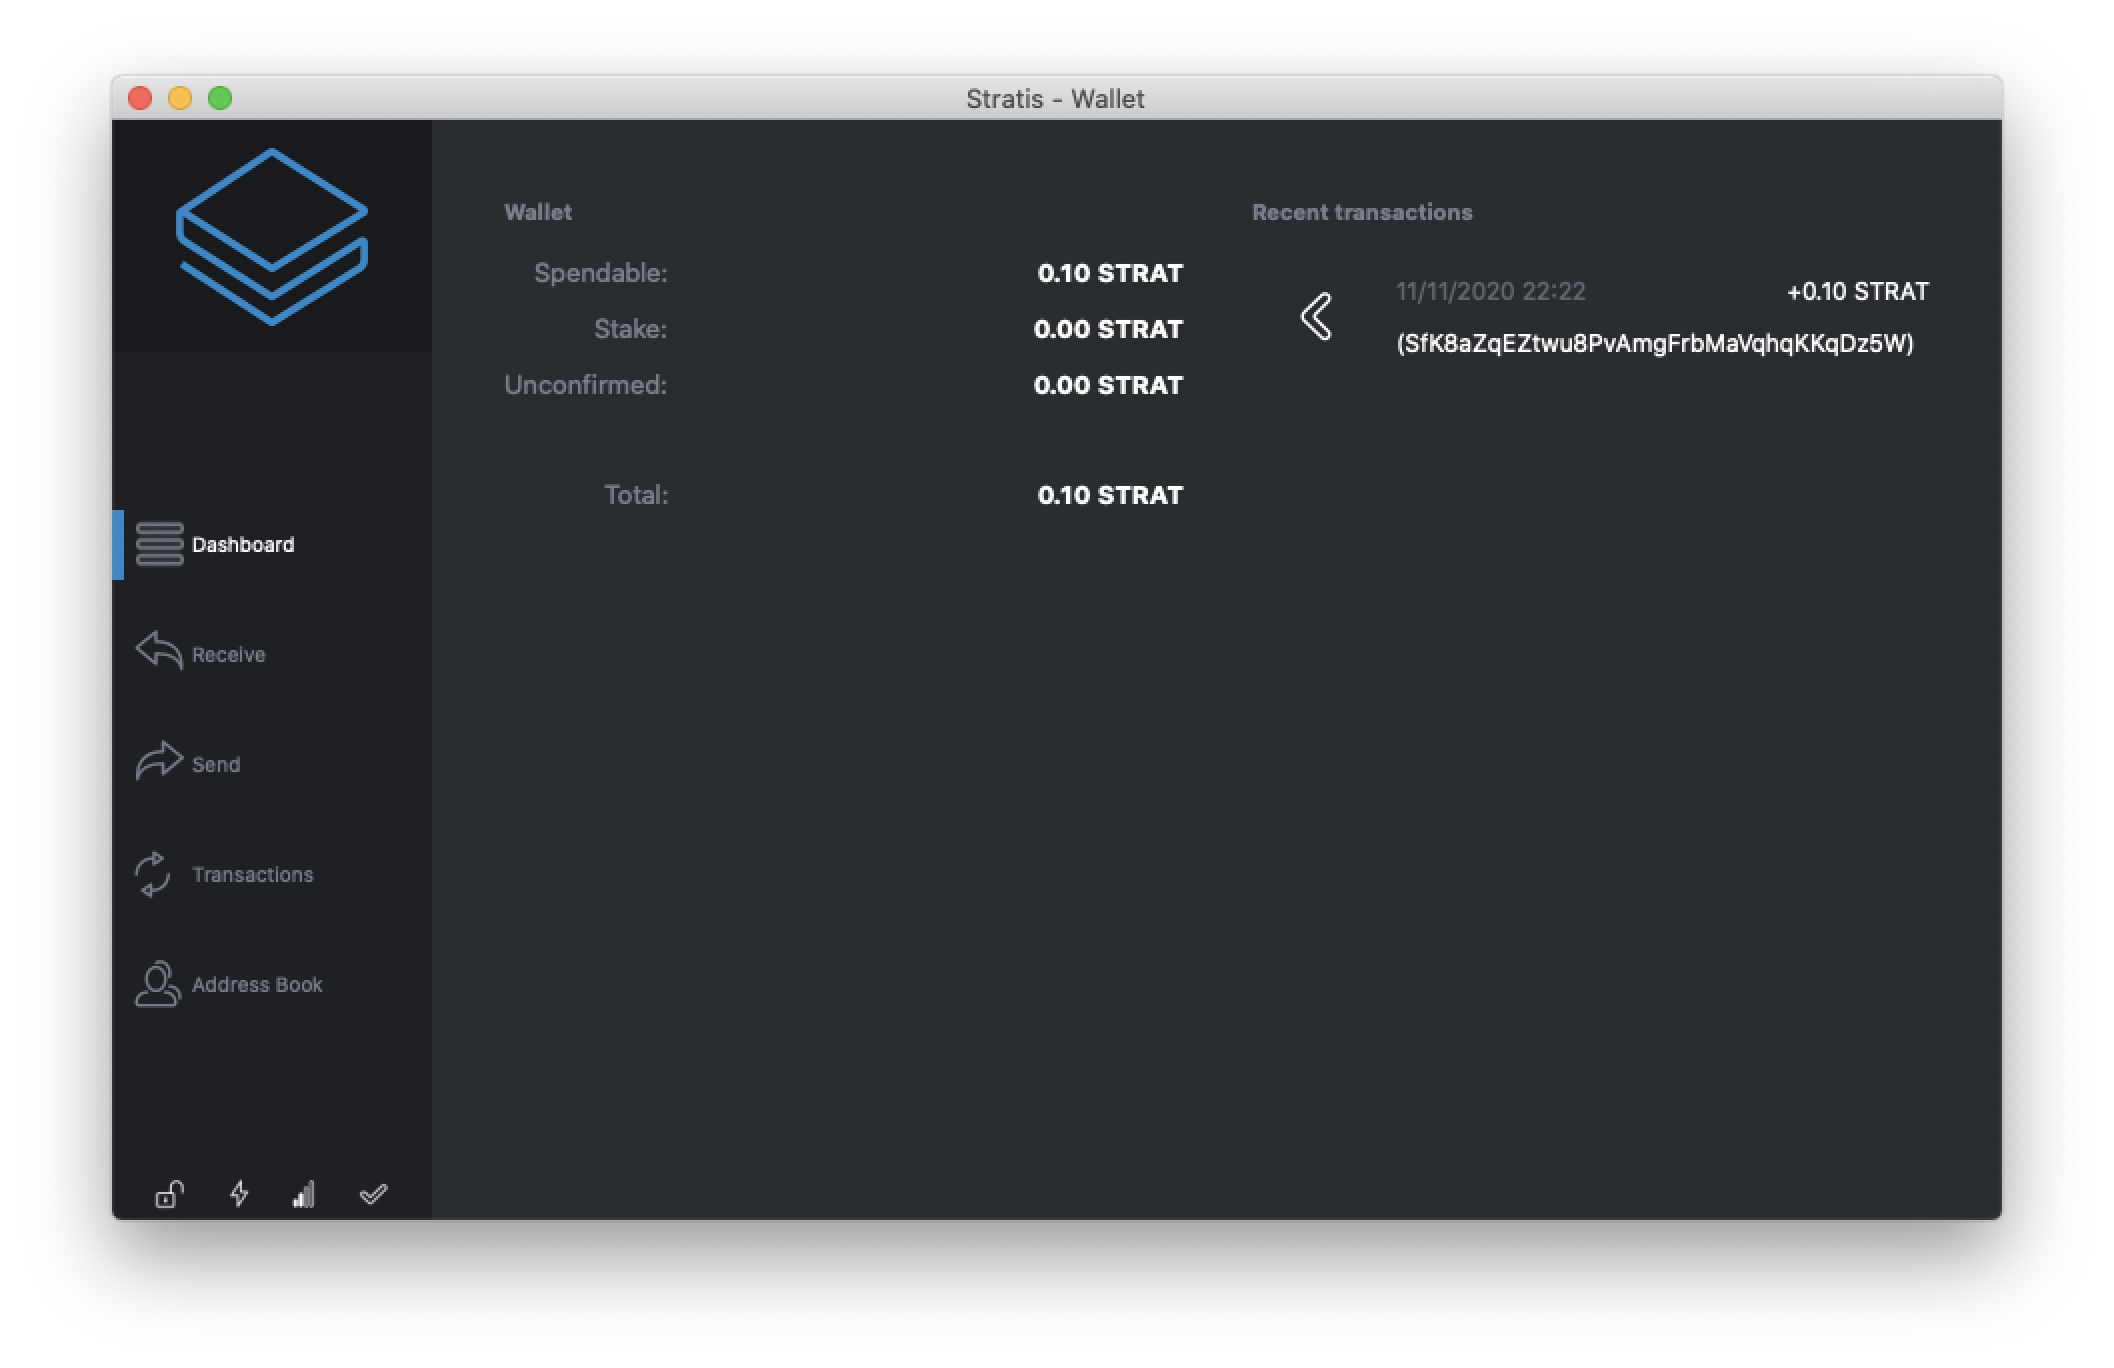 Stratis - Wallet
Wallet
Spendable: 0.10 STRAT
Stake: 0.00 STRAT
Unconfirmed: 0.00 STRAT
Total: 0.10 STRAT
Recent transactions
11/11/2020 22:22 +0.10 STRAT
(SfK8aZqEZtwu8PvAmgFrbMaVqhqKKqDz5W)
Dashboard
Receive
Send
Transactions
Address Book